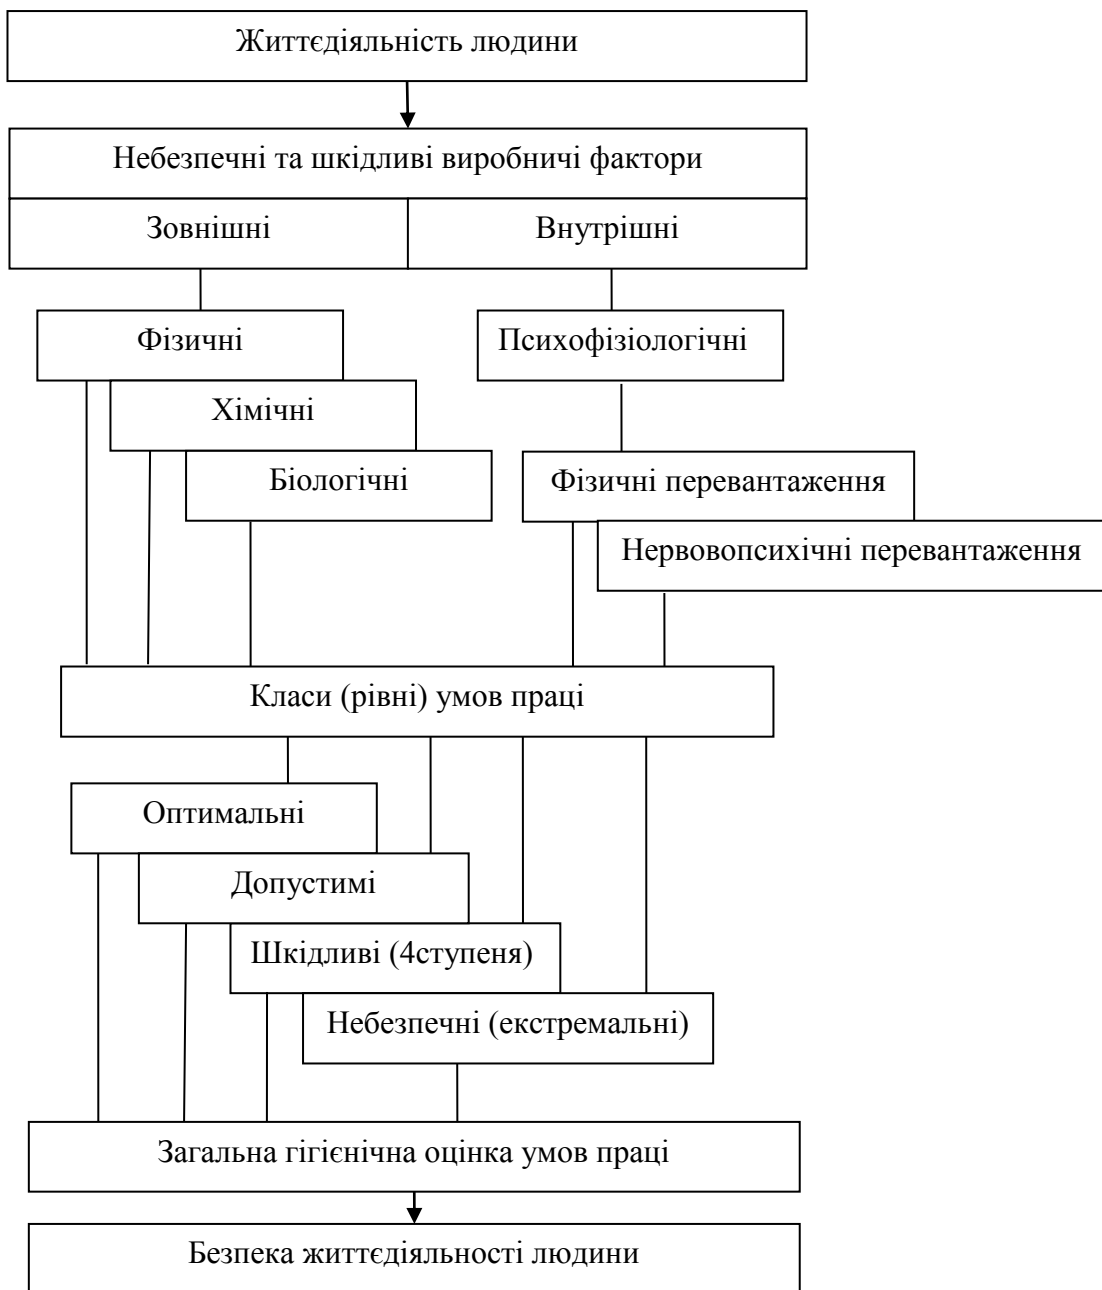 Життєдіяльність людини
Небезпечні та шкідливі виробничі фактори
Зовнішні
Внутрішні
Фізичні
Психофізіологічні
Хімічні
Біологічні
Фізичні перевантаження
Нервовопсихічні перевантаження
Класи (рівні) умов праці
Оптимальні
Допустимі
Шкідливі (4ступеня)
Небезпечні (екстремальні)
Загальна гігієнічна оцінка умов праці
Безпека життєдіяльності людини